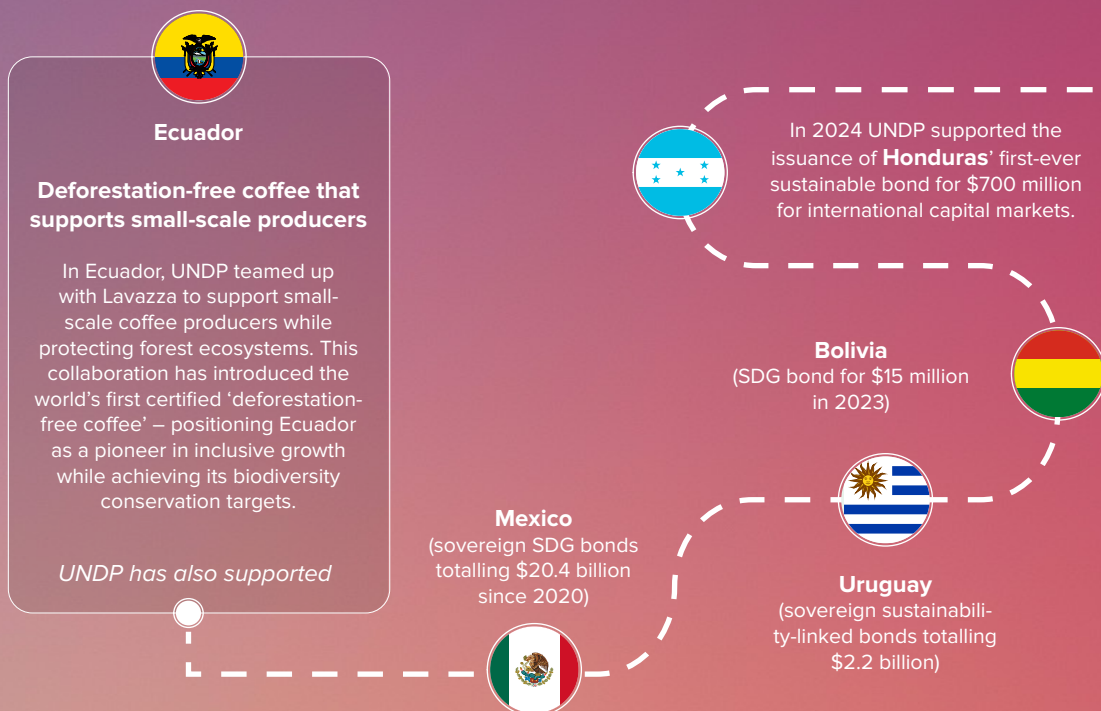 Ecuador
Deforestation-free coffee that
supports small-scale producers
In Ecuador, UNDP teamed up
with Lavazza to support small-
scale coffee producers while
protecting forest ecosystems. This
collaboration has introduced the
world's first certified ‘deforestation-
free coffee’ – positioning Ecuador
as a pioneer in inclusive growth
while achieving its biodiversity
conservation targets.
UNDP has also supported
Mexico
(sovereign SDG bonds
totalling $20.4 billion
since 2020)
Uruguay
(sovereign sustainabili-
ty-linked bonds totalling
$2.2 billion)
Bolivia
(SDG bond for $15 million
in 2023)
In 2024 UNDP supported the
issuance of Honduras’ first-ever
sustainable bond for $700 million
for international capital markets.